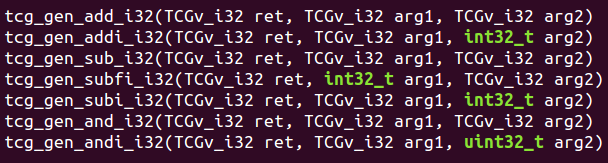 tcg_gen_add_i32(TCGv_i32 ret, TCGv_i32 arg1, TCGv_i32 arg2)
tcg_gen_addi_i32(TCGv_i32 ret, TCGv_i32 arg1, int32_t arg2)
tcg_gen_sub_i32(TCGv_i32 ret, TCGv_i32 arg1, TCGv_i32 arg2)
tcg_gen_subfi_i32(TCGv_i32 ret, int32_t arg1, TCGv_i32 arg2)
tcg_gen_subi_i32(TCGv_i32 ret, TCGv_i32 arg1, int32_t arg2)
tcg_gen_and_i32(TCGv_i32 ret, TCGv_i32 arg1, TCGv_i32 arg2)
tcg_gen_andi_i32(TCGv_i32 ret, TCGv_i32 arg1, uint32_t arg2)